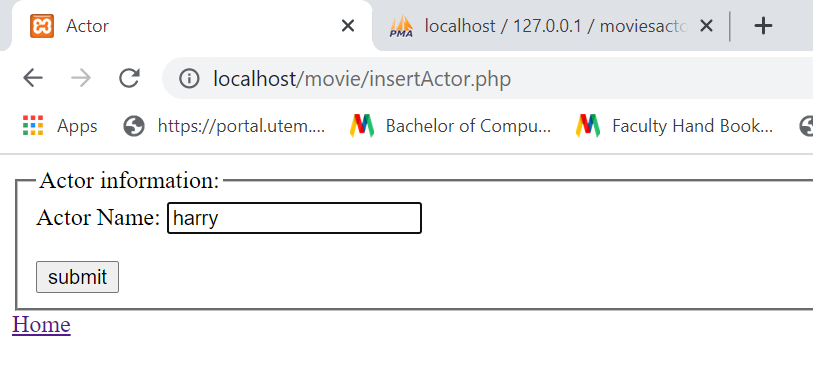 Actor
localhost / 127.0.0.1 / moviesacto
localhost/movie/insertActor.php
Apps https://portal.utem.... Bachelor of Compu... Faculty Hand Book...
Actor information:
Actor Name: harry
submit
Home